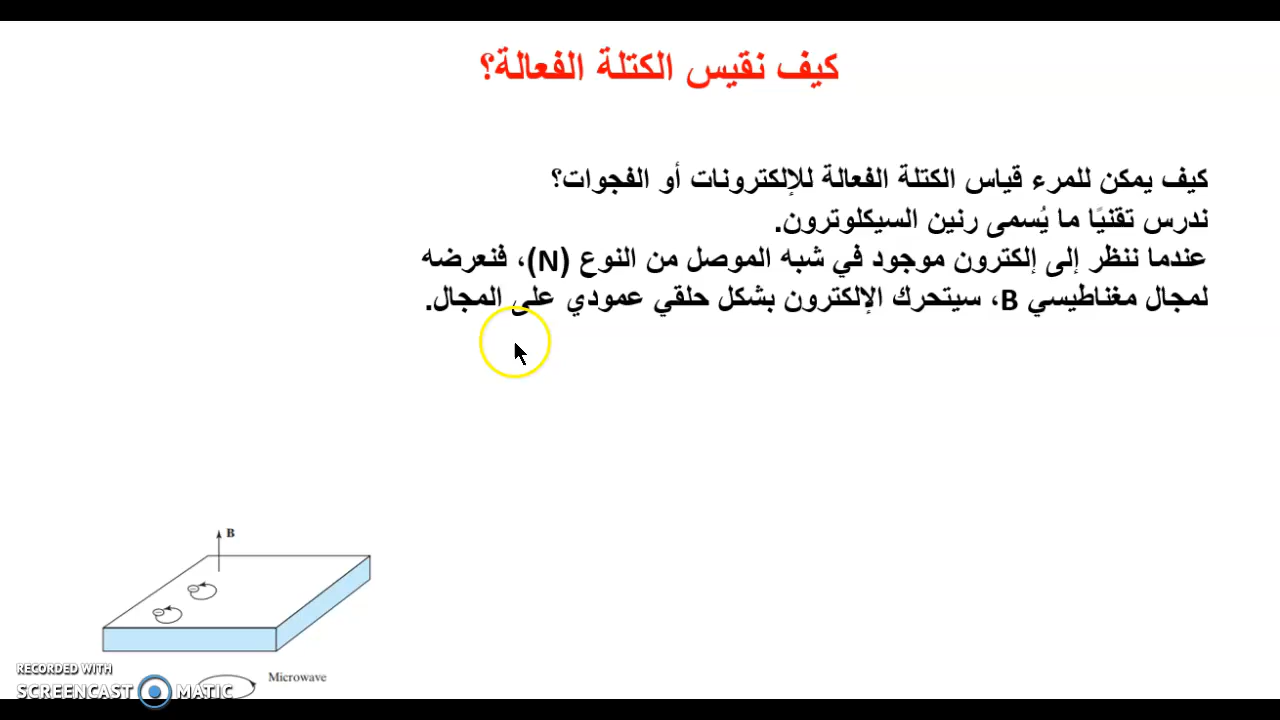 كيف نقيس الكتلة الفعالة؟
كيف يمكن للمرء قياس الكتلة الفعالة للإلكترونات أو الفجوات؟
ندرس تقنيًا ما يُسمى رنين السيكلوترون.
عندما ننظر إلى إلكترون موجود في شبه الموصل من النوع (N)، فنعرضه
لمجال مغناطيسي B، سيتحرك الإلكترون بشكل حلقي عمودي على المجال.
B
Microwave
RECORDED WITH
SCREENCAST MATIC